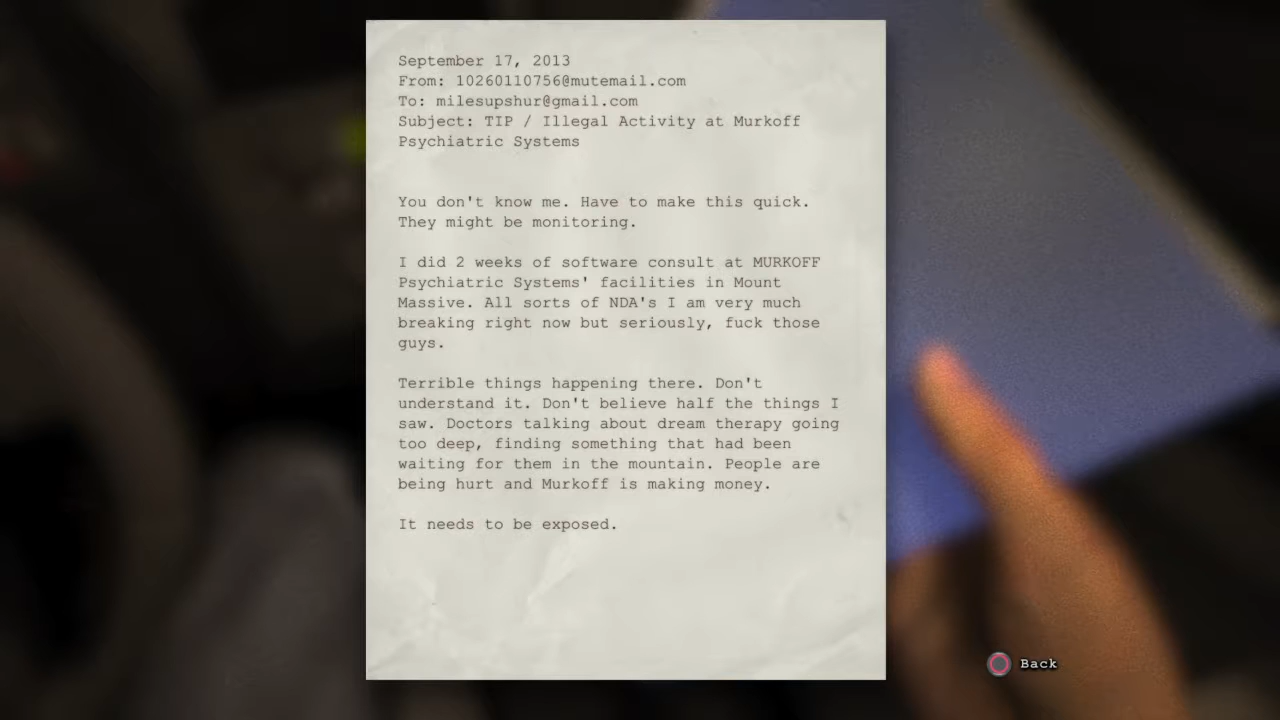 September 17, 2013
From: 10260110756@mutemail.com
To: milesupshur@gmail.com
Subject: TIP / Illegal Activity at Murkoff
Psychiatric Systems
You don't know me. Have to make this quick.
They might be monitoring.
I did 2 weeks of software consult at MURKOFF
Psychiatric Systems' facilities in Mount
Massive. All sorts of NDA's I am very much
breaking right now but seriously, fuck those
guys.
Terrible things happening there. Don't
understand it. Don't believe half the things I
saw. Doctors talking about dream therapy going
too deep, finding something that had been
waiting for them in the mountain. People are
being hurt and Murkoff is making money.
It needs to be exposed.
Back